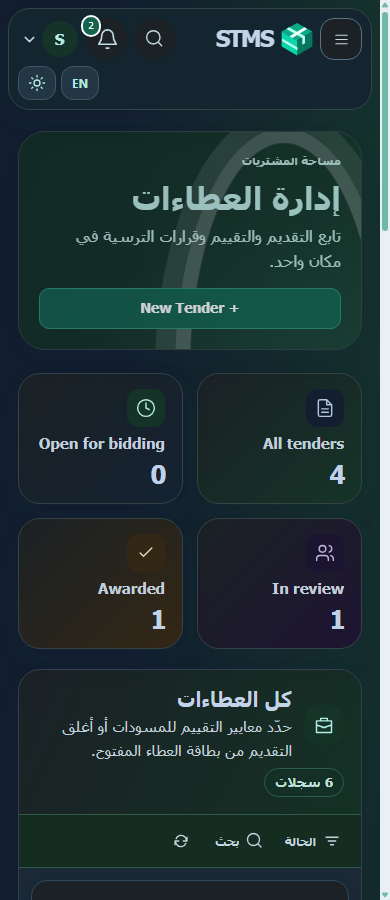 STMS
2
S
EN
مساحة المشتريات
إدارة العطاءات
تابع التقديم والتقييم وقرارات الترسية في
مكان واحد.
New Tender +
All tenders
4
Open for bidding
0
In review
1
Awarded
1
كل العطاءات
حدّد معايير التقييم للمسودات أو أغلق
التقديم من بطاقة العطاء المفتوح.
6 سجلات
الحالة
بحث